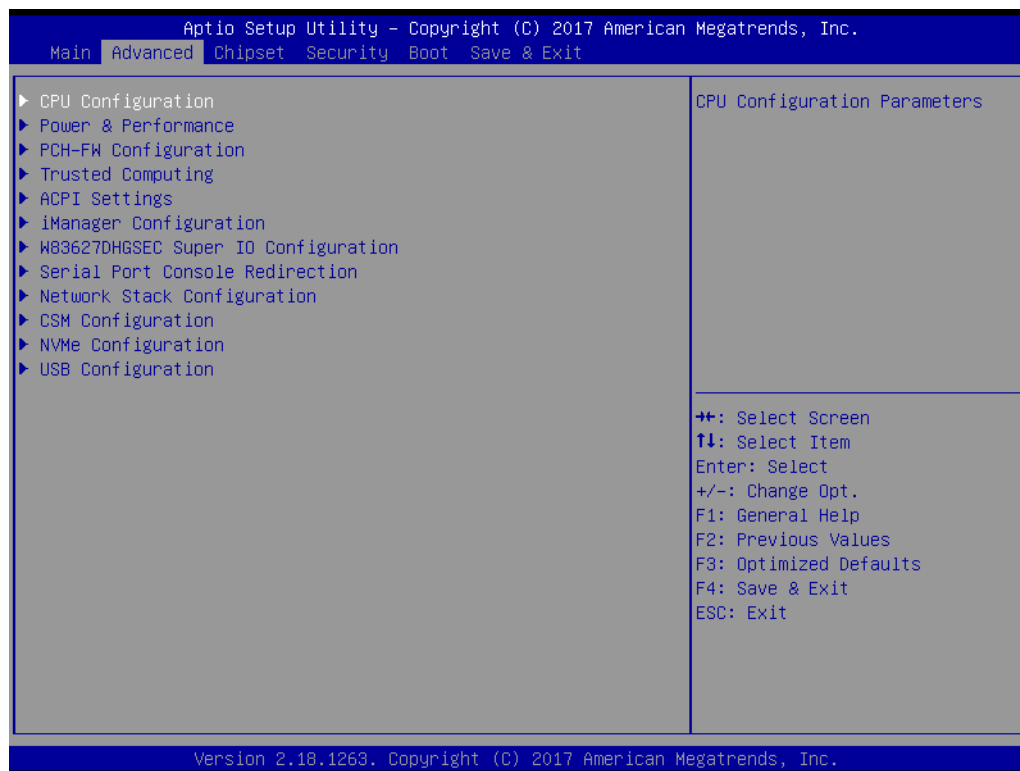 Aptio Setup Utility – Copyright (C) 2017 American Megatrends, Inc.
Main Advanced Chipset Security Boot Save & Exit
▶ CPU Configuration
▶ Power & Performance
▶ PCH-FW Configuration
▶ Trusted Computing
▶ ACPI Settings
▶ iManager Configuration
▶ W83627DHGSEC Super IO Configuration
▶ Serial Port Console Redirection
▶ Network Stack Configuration
▶ CSM Configuration
▶ NVMe Configuration
▶ USB Configuration
CPU Configuration Parameters
→←: Select Screen
↑↓: Select Item
Enter: Select
+/-: Change Opt.
F1: General Help
F2: Previous Values
F3: Optimized Defaults
F4: Save & Exit
ESC: Exit
Version 2.18.1263. Copyright (C) 2017 American Megatrends, Inc.